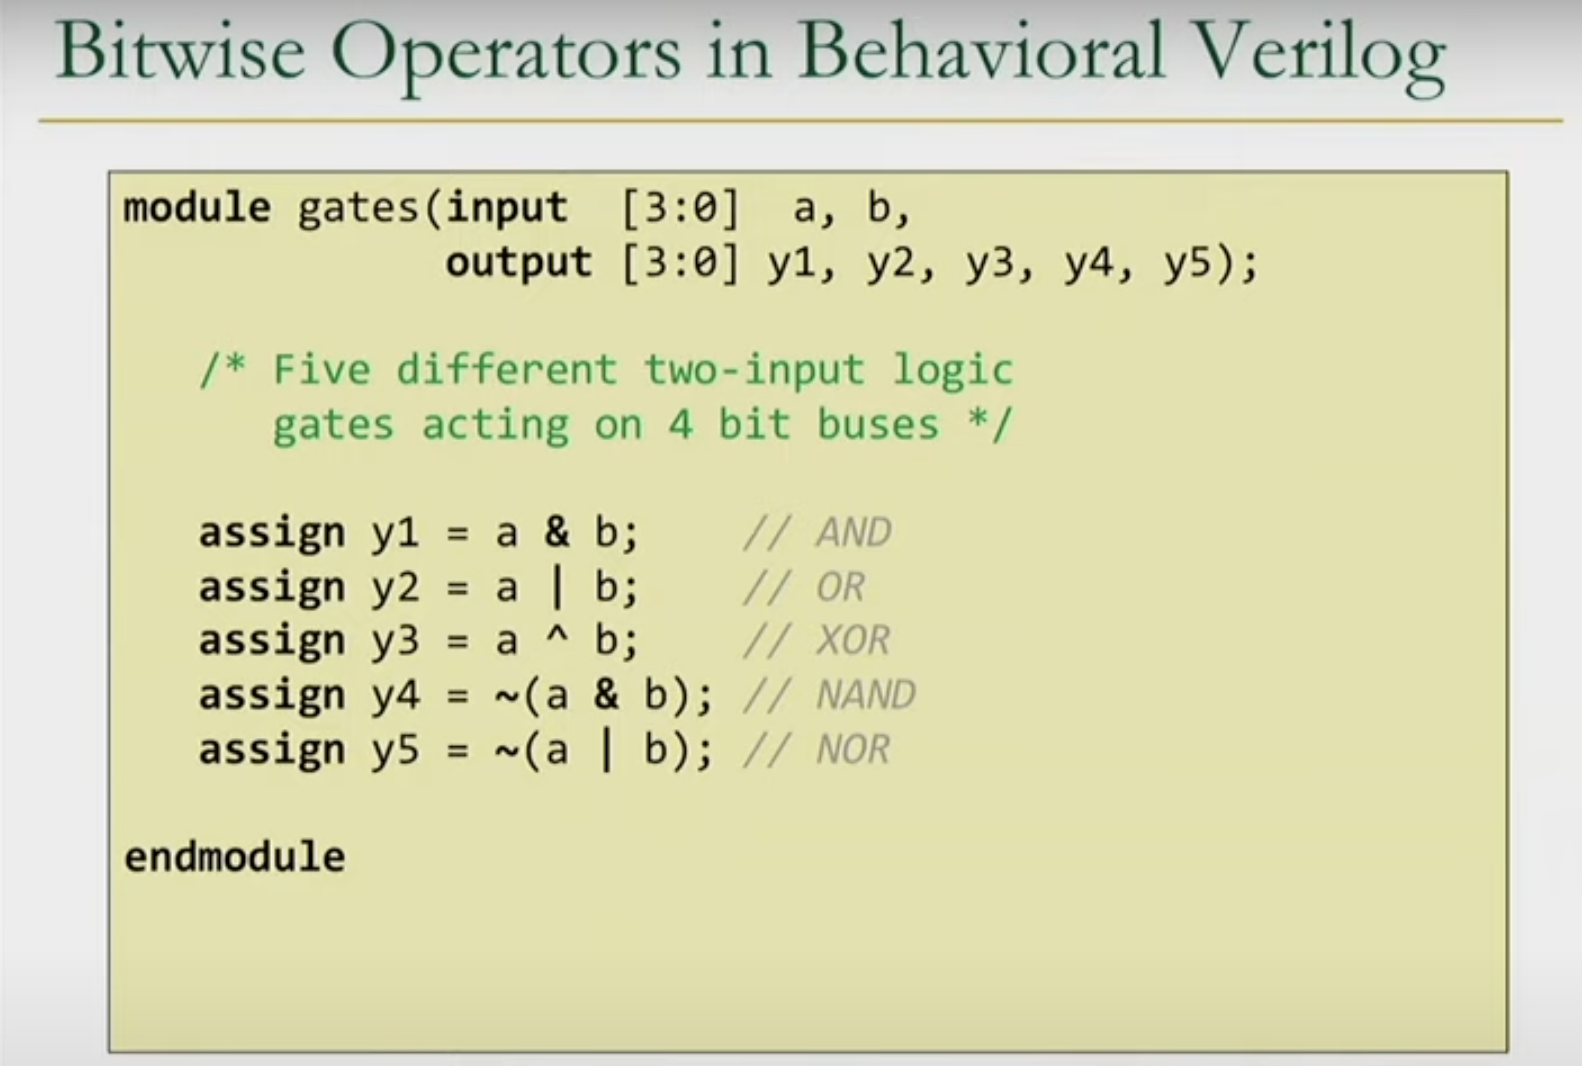 Bitwise Operators in Behavioral Verilog
module gates(input [3:0] a, b,
output [3:0] y1, y2, y3, y4, y5);
/* Five different two-input logic
gates acting on 4 bit buses */
assign y1 = a & b; // AND
assign y2 = a | b; // OR
assign y3 = a ^ b; // XOR
assign y4 = ~(a & b); // NAND
assign y5 = ~(a | b); // NOR
endmodule